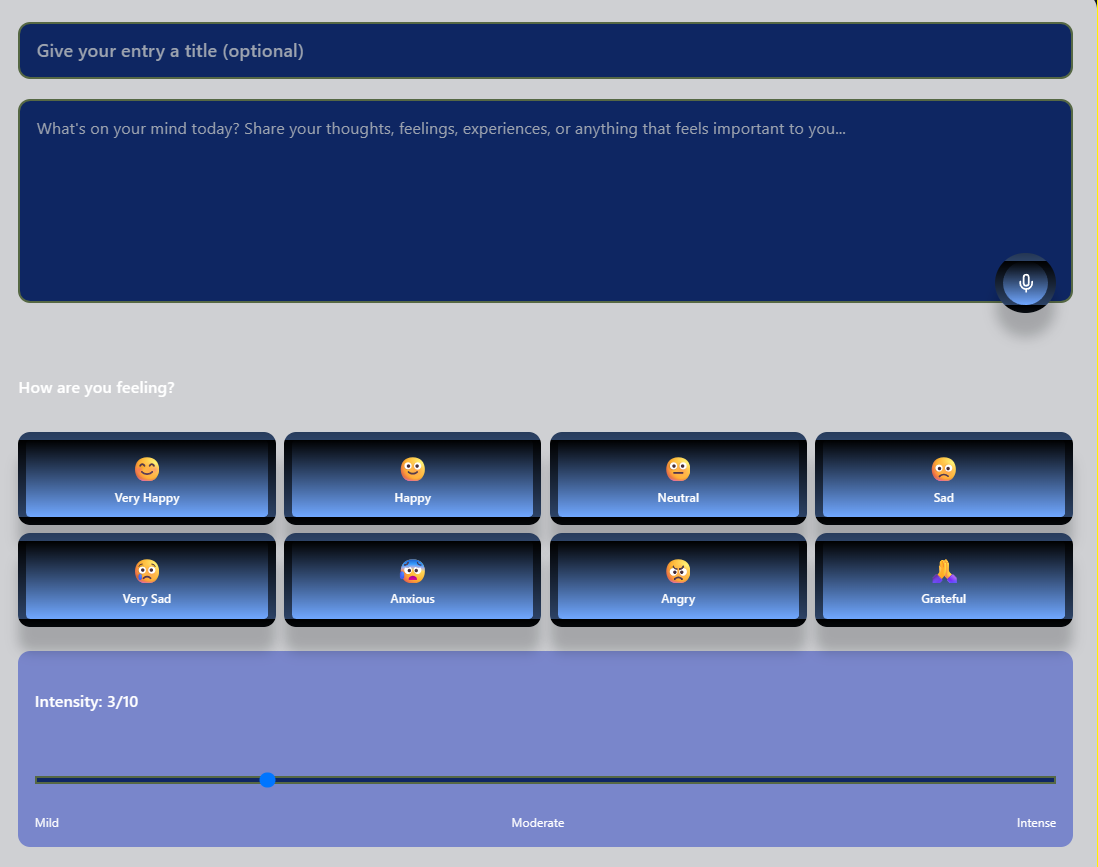 Give your entry a title (optional)
What's on your mind today? Share your thoughts, feelings, experiences, or anything that feels important to you...
How are you feeling?
Very Happy
Happy
Neutral
Sad
Very Sad
Anxious
Angry
Grateful
Intensity: 3/10
Mild
Moderate
Intense